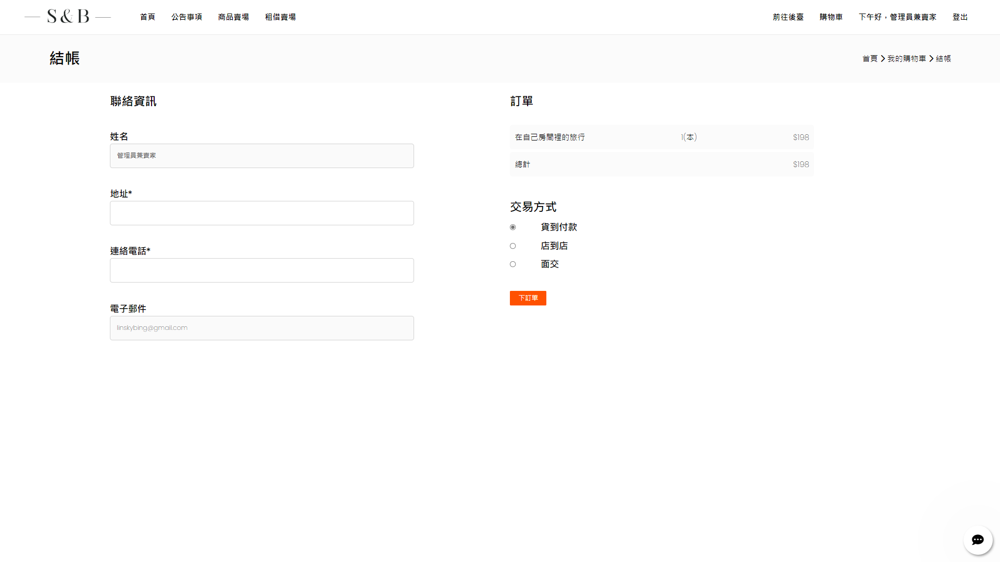 S & B
首頁 公告事項 商品賣場 租借賣場
前往後臺 購物車 下午好，管理員兼賣家 登出
結帳
首頁 我的購物車 結帳
聯絡資訊
姓名
管理員兼賣家
地址*
連絡電話*
電子郵件
linskybing@gmail.com
訂單
在自己房間裡的旅行 1(本) $198
總計 $198
交易方式
貨到付款
店到店
面交
下訂單